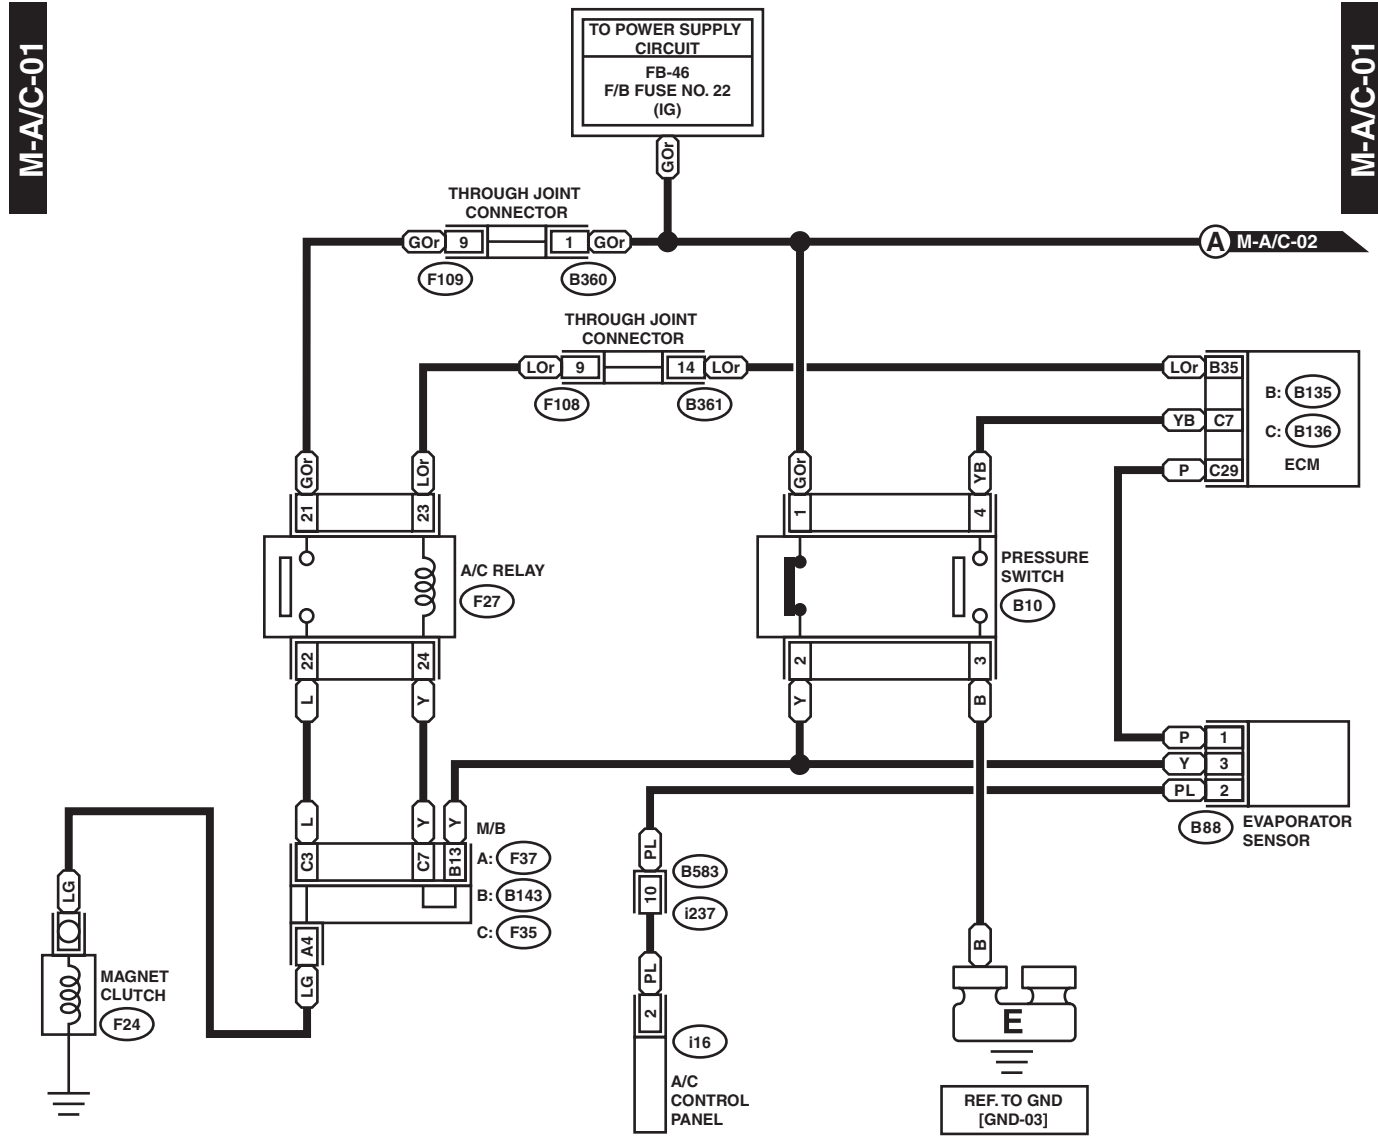 M-A/C-01
M-A/C-01
TO POWER SUPPLY
CIRCUIT
FB-46
F/B FUSE NO. 22
(IG)
GOr
THROUGH JOINT
CONNECTOR
GOr 9 1 GOr
F109 B360
A M-A/C-02
THROUGH JOINT
CONNECTOR
LOr 9 14 LOr
F108 B361
LOr B35
B: B135
YB C7
C: B136
P C29
ECM
GOr LOr GOr YB
21 23 1 4
A/C RELAY
F27
PRESSURE
SWITCH
B10
22 24 2 3
L Y Y B
P 1
Y 3
PL 2
B88
EVAPORATOR
SENSOR
L Y Y
M/B
C3 C7 B13
A: F37
B: B143
C: F35
A4
LG
LG
MAGNET
CLUTCH
F24
PL
B583
10
i237
PL
2
i16
A/C
CONTROL
PANEL
B
E
REF. TO GND
[GND-03]